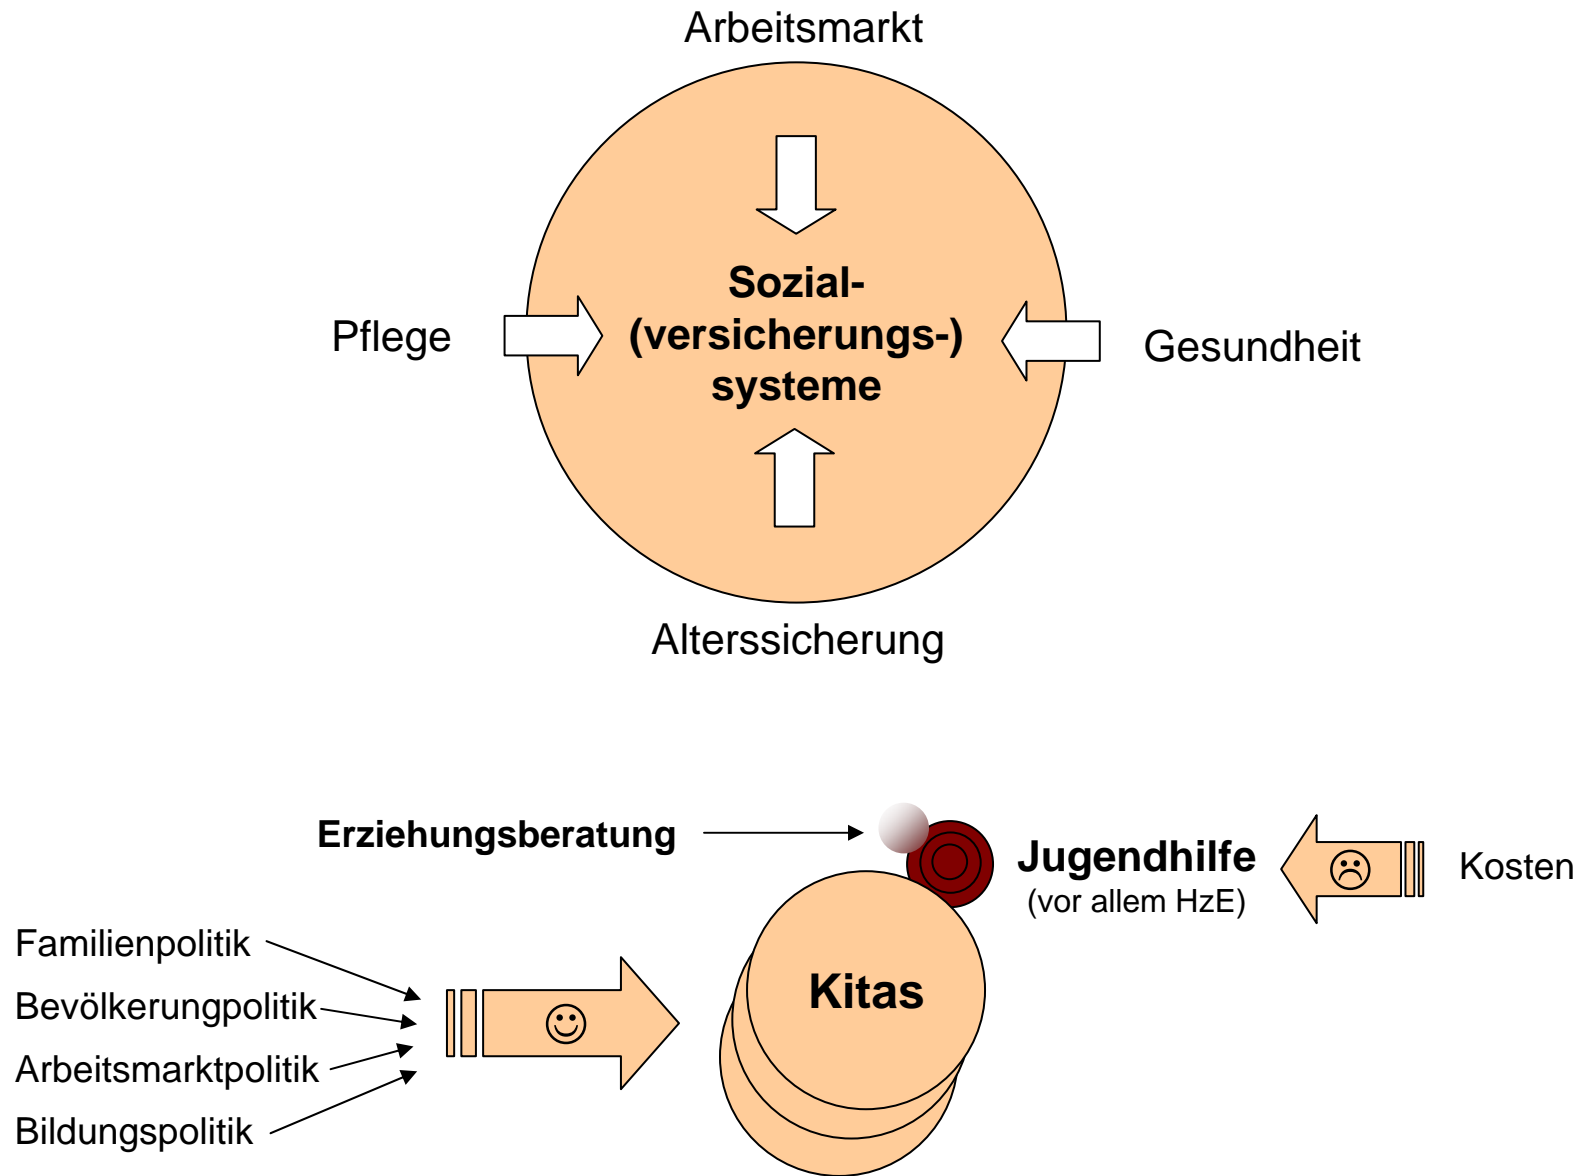 Arbeitsmarkt
Sozial-
(versicherungs-)
systeme
Pflege
Gesundheit
Alterssicherung
Erziehungsberatung
Jugendhilfe
(vor allem HzE)
Kosten
Familienpolitik
Bevölkerungpolitik
Arbeitsmarktpolitik
Bildungspolitik
Kitas